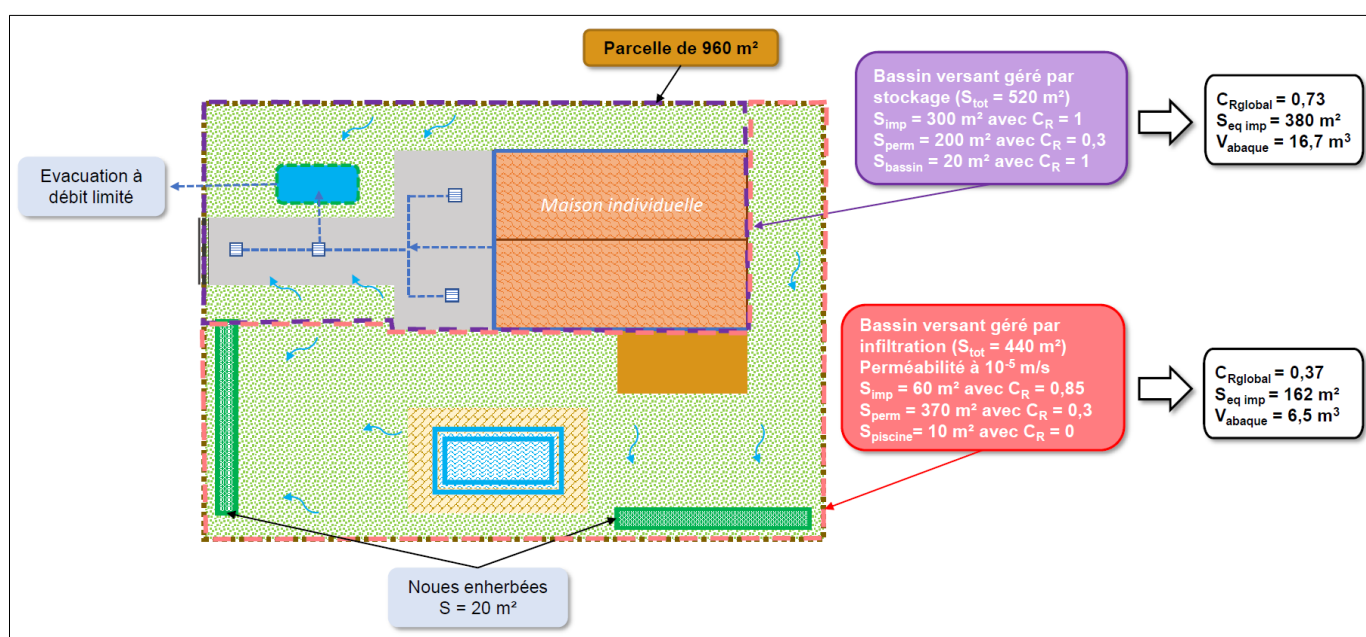 Parcelle de 960 m²
Bassin versant géré par
stockage (Stot = 520 m²)
Simp = 300 m² avec CR = 1
Sperm = 200 m² avec CR = 0,3
Sbassin = 20 m² avec CR = 1
CRglobal = 0,73
Seq imp = 380 m²
Vabaque = 16,7 m³
Evacuation à
débit limité
Maison individuelle
Bassin versant géré par
infiltration (Stot = 440 m²)
Perméabilité à 10⁻⁵ m/s
Simp = 60 m² avec CR = 0,85
Sperm = 370 m² avec CR = 0,3
Spiscine= 10 m² avec CR = 0
CRglobal = 0,37
Seq imp = 162 m²
Vabaque = 6,5 m³
Noues enherbées
S = 20 m²